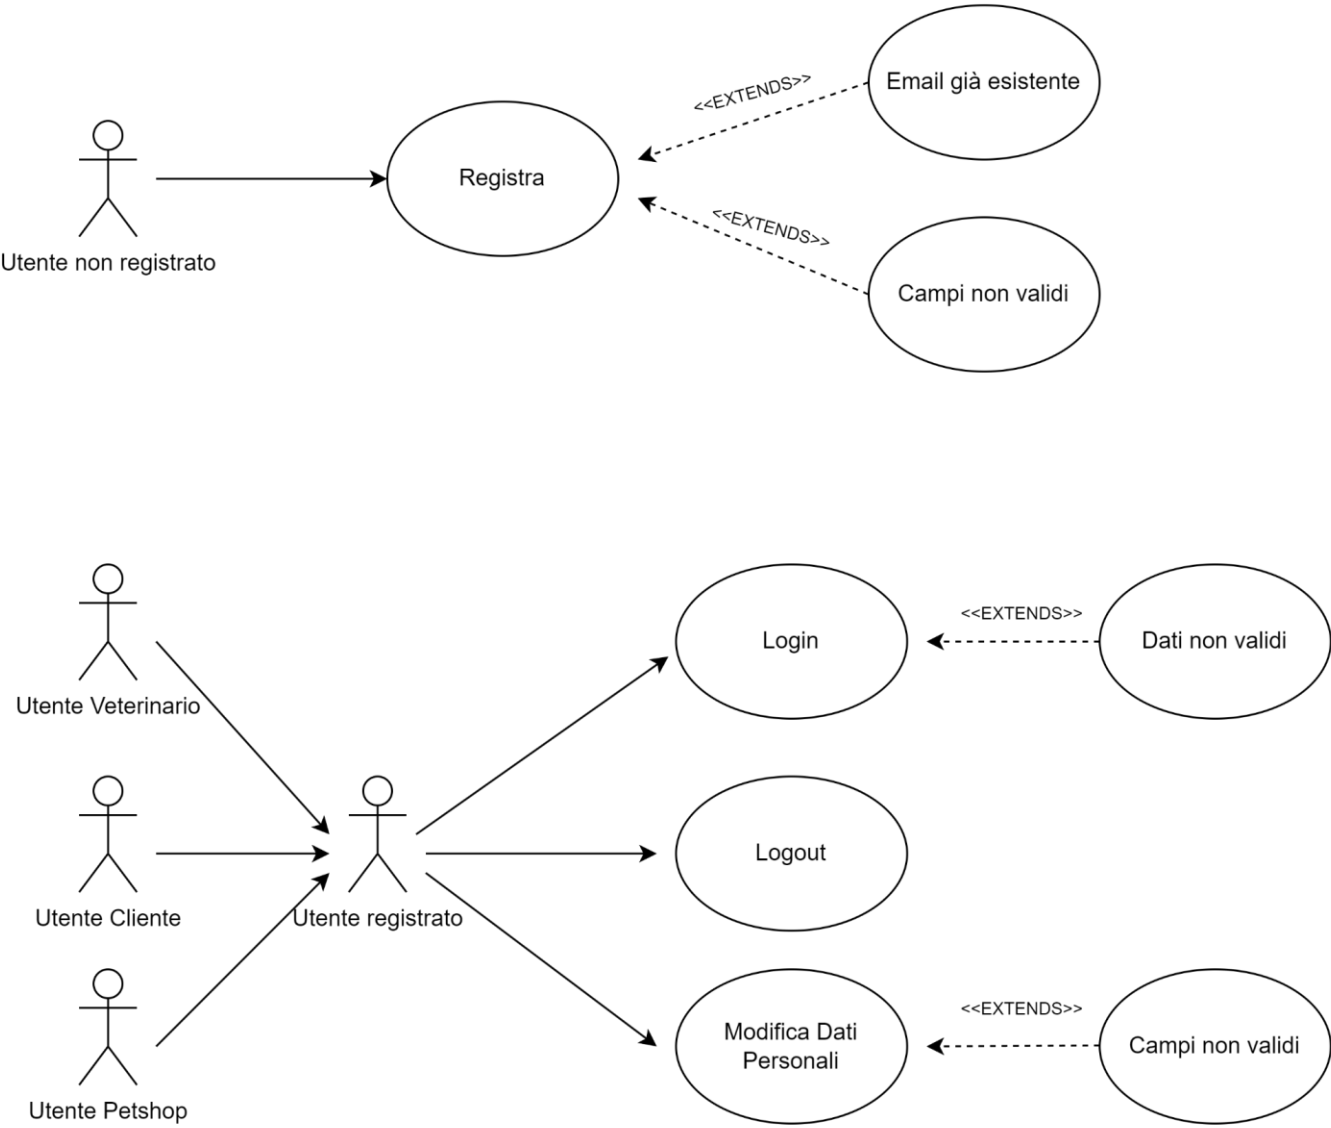 Email già esistente
<<EXTENDS>>
Registra
<<EXTENDS>>
Utente non registrato
Campi non validi
<<EXTENDS>>
Login
Dati non validi
Utente Veterinario
Logout
Utente Cliente
Utente registrato
<<EXTENDS>>
Modifica Dati
Personali
Campi non validi
Utente Petshop